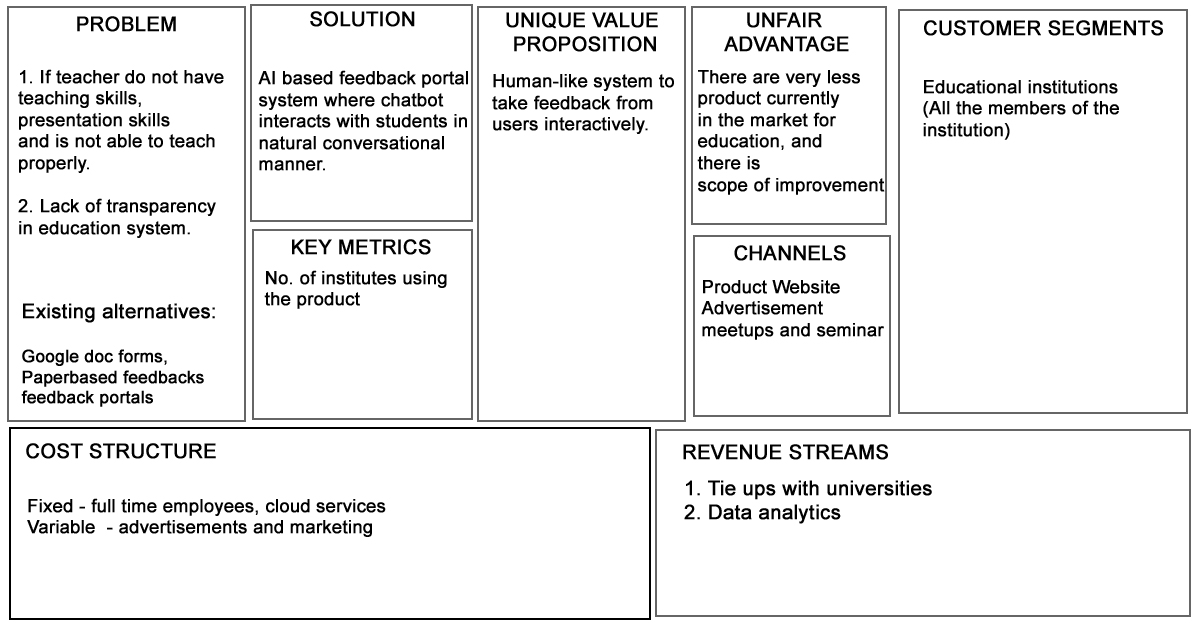 PROBLEM
1. If teacher do not have
teaching skills,
presentation skills
and is not able to teach
properly.
2. Lack of transparency
in education system.
Existing alternatives:
Google doc forms,
Paperbased feedbacks
feedback portals
SOLUTION
AI based feedback portal
system where chatbot
interacts with students in
natural conversational
manner.
KEY METRICS
No. of institutes using
the product
UNIQUE VALUE
PROPOSITION
Human-like system to
take feedback from
users interactively.
UNFAIR
ADVANTAGE
There are very less
product currently
in the market for
education, and
there is
scope of improvement
CHANNELS
Product Website
Advertisement
meetups and seminar
CUSTOMER SEGMENTS
Educational institutions
(All the members of the
institution)
COST STRUCTURE
Fixed - full time employees, cloud services
Variable - advertisements and marketing
REVENUE STREAMS
1. Tie ups with universities
2. Data analytics